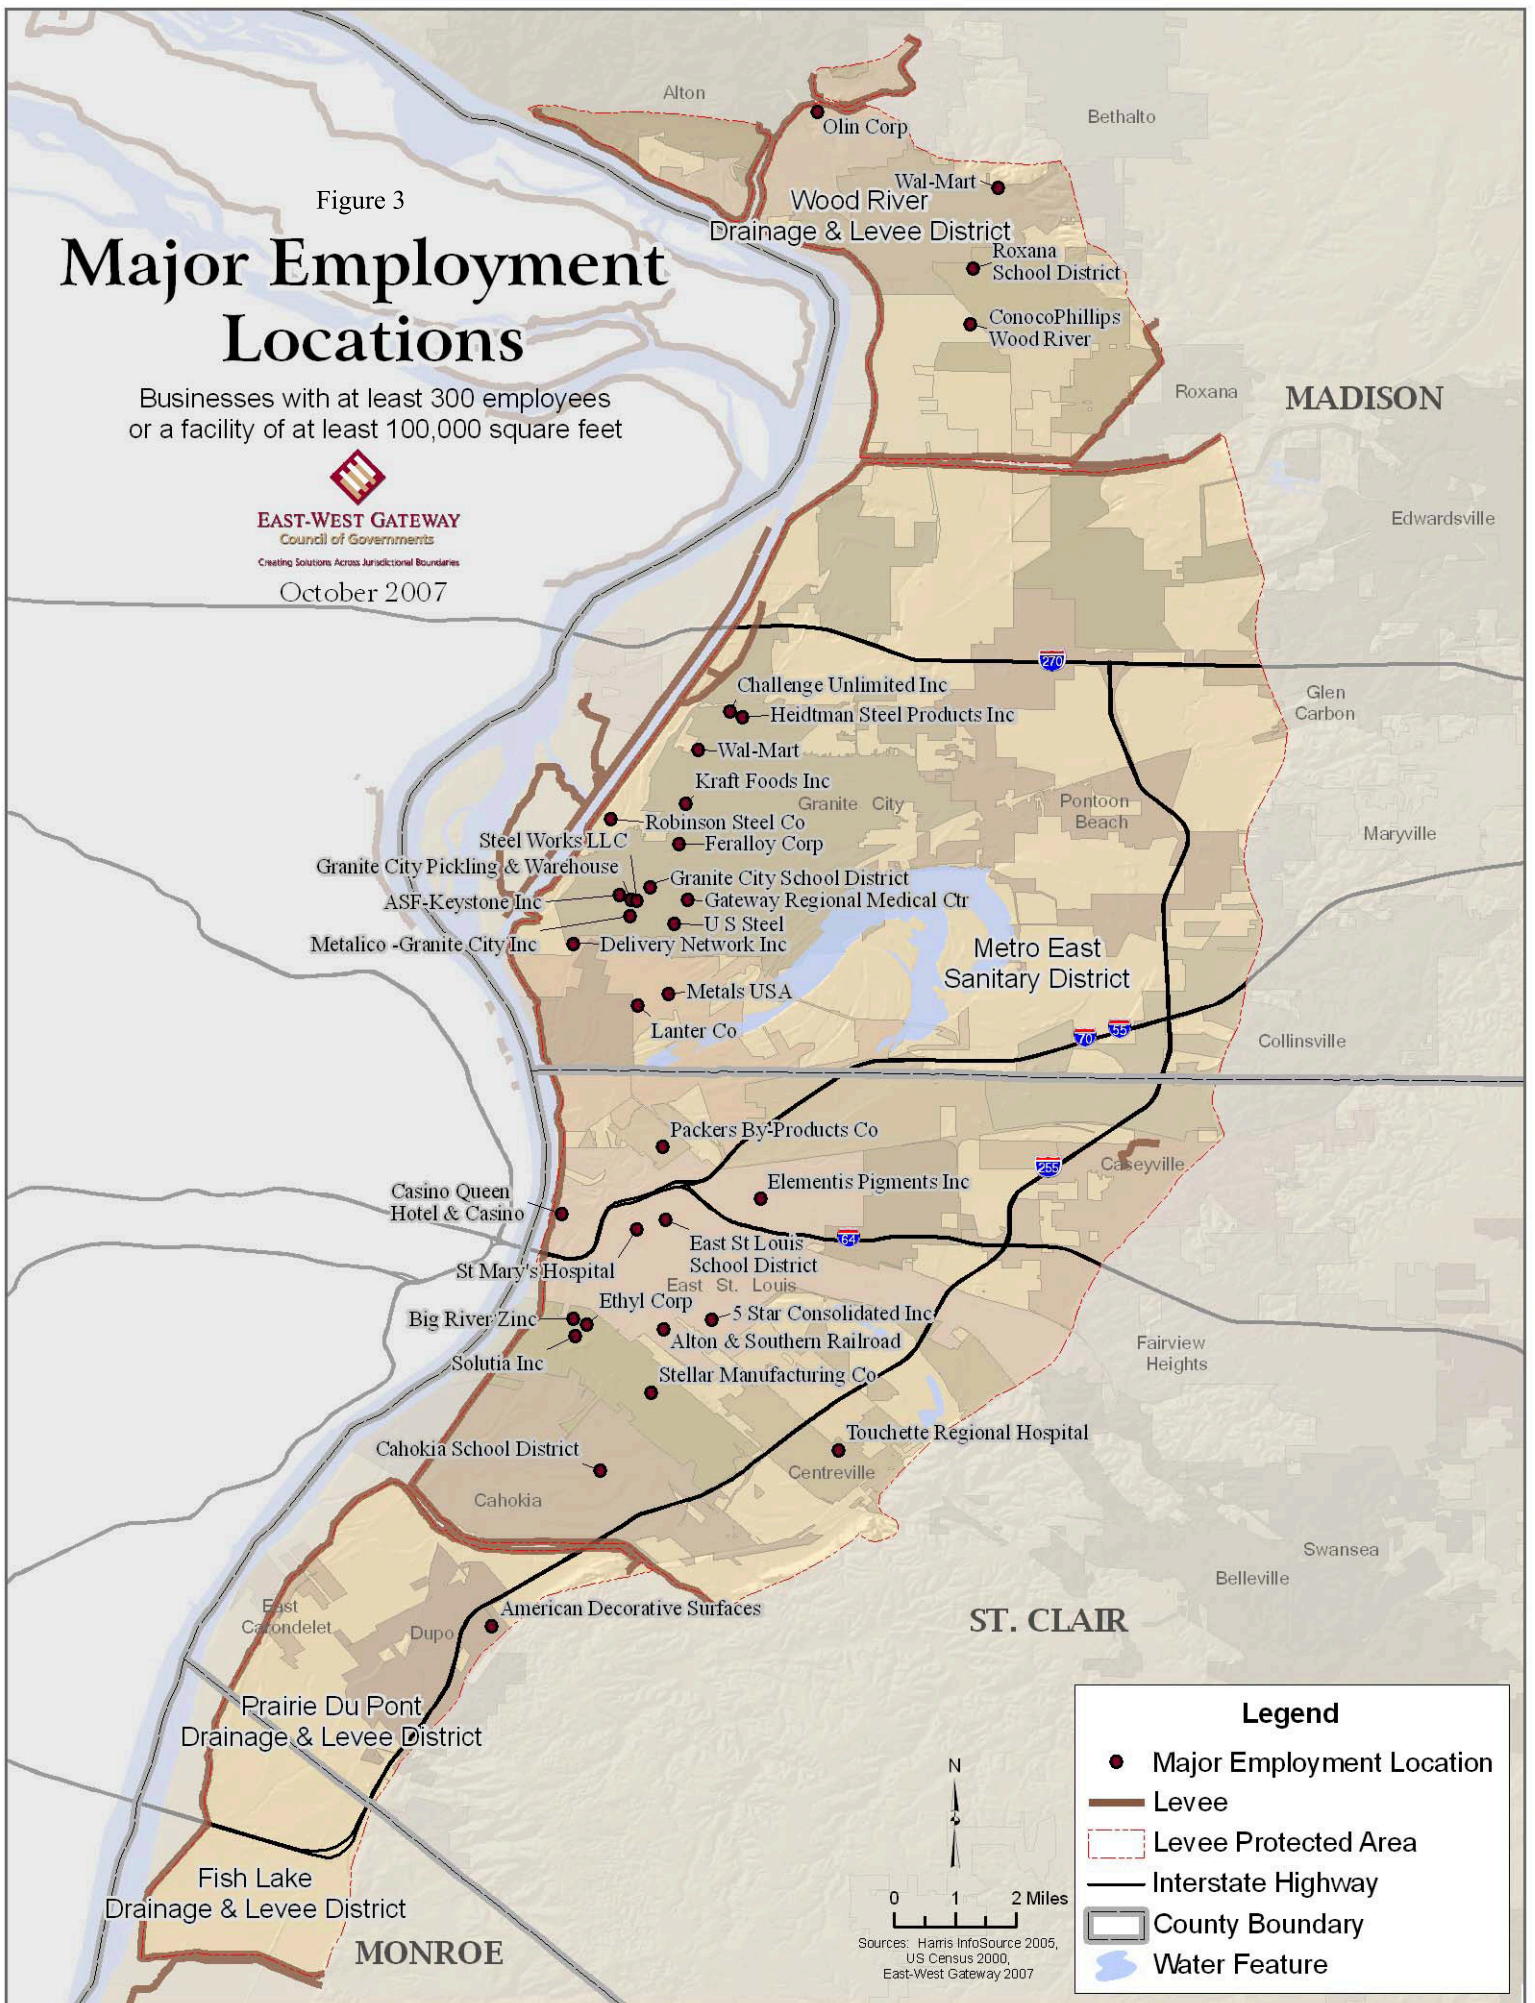 Figure 3
Major Employment
Locations
Businesses with at least 300 employees
or a facility of at least 100,000 square feet
EAST-WEST GATEWAY
Council of Governments
Creating Solutions Across Jurisdictional Boundaries
October 2007
Alton
Bethalto
Olin Corp
Wal-Mart
Wood River
Drainage & Levee District
Roxana
School District
ConocoPhillips
Wood River
Roxana
MADISON
Edwardsville
270
Challenge Unlimited Inc
Heidtman Steel Products Inc
Glen
Carbon
Wal-Mart
Kraft Foods Inc
Granite City
Pontoon
Beach
Robinson Steel Co
Maryville
Steel Works LLC
Feralloy Corp
Granite City Pickling & Warehouse
Granite City School District
ASF-Keystone Inc
Gateway Regional Medical Ctr
U S Steel
Metalico -Granite City Inc
Delivery Network Inc
Metro East
Sanitary District
Metals USA
Lanter Co
70
55
Collinsville
Packers By-Products Co
255
Caseyville
Elementis Pigments Inc
Casino Queen
Hotel & Casino
64
East St Louis
School District
St Mary's Hospital
East St. Louis
Ethyl Corp
Big River Zinc
5 Star Consolidated Inc
Alton & Southern Railroad
Solutia Inc
Fairview
Heights
Stellar Manufacturing Co
Touchette Regional Hospital
Cahokia School District
Centreville
Cahokia
Swansea
Belleville
East
Carondelet
American Decorative Surfaces
Dupo
ST. CLAIR
Prairie Du Pont
Drainage & Levee District
Fish Lake
Drainage & Levee District
MONROE
N
0 1 2 Miles
Sources: Harris InfoSource 2005,
US Census 2000,
East-West Gateway 2007
Legend
Major Employment Location
Levee
Levee Protected Area
Interstate Highway
County Boundary
Water Feature